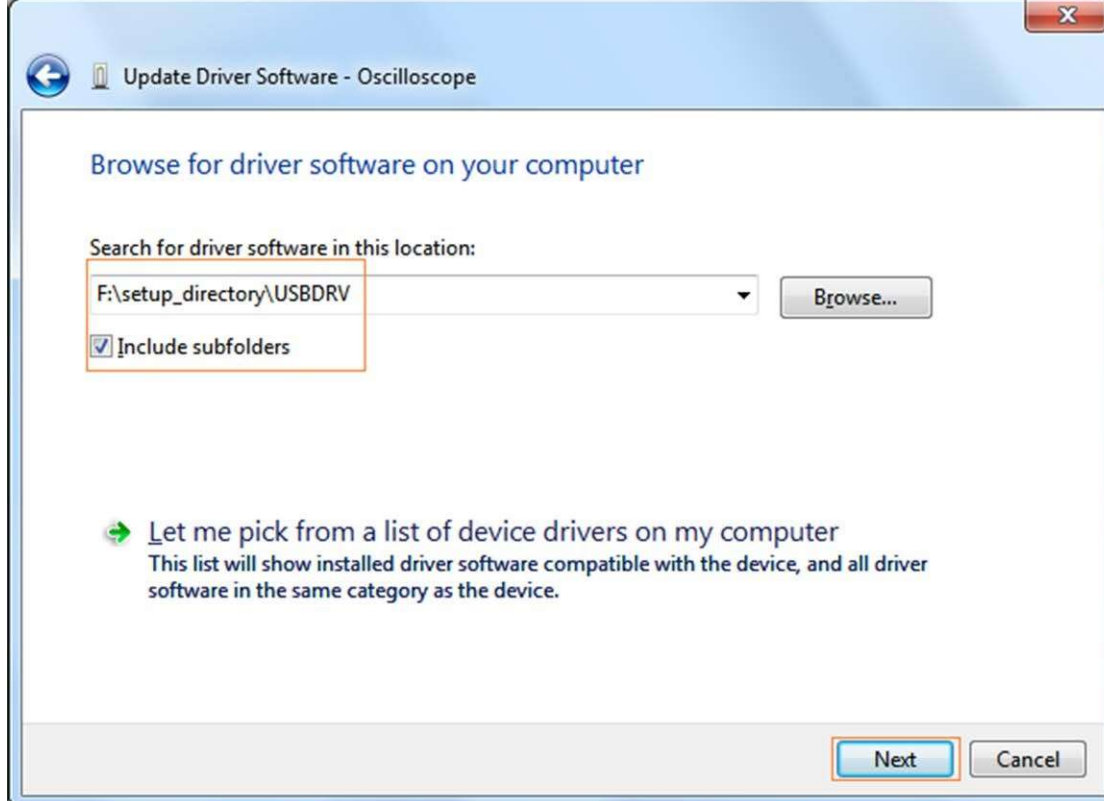 x
Update Driver Software - Oscilloscope
Browse for driver software on your computer
Search for driver software in this location:
F:\setup_directory\USBDRV
Browse...
Include subfolders
Let me pick from a list of device drivers on my computer
This list will show installed driver software compatible with the device, and all driver
software in the same category as the device.
Next
Cancel